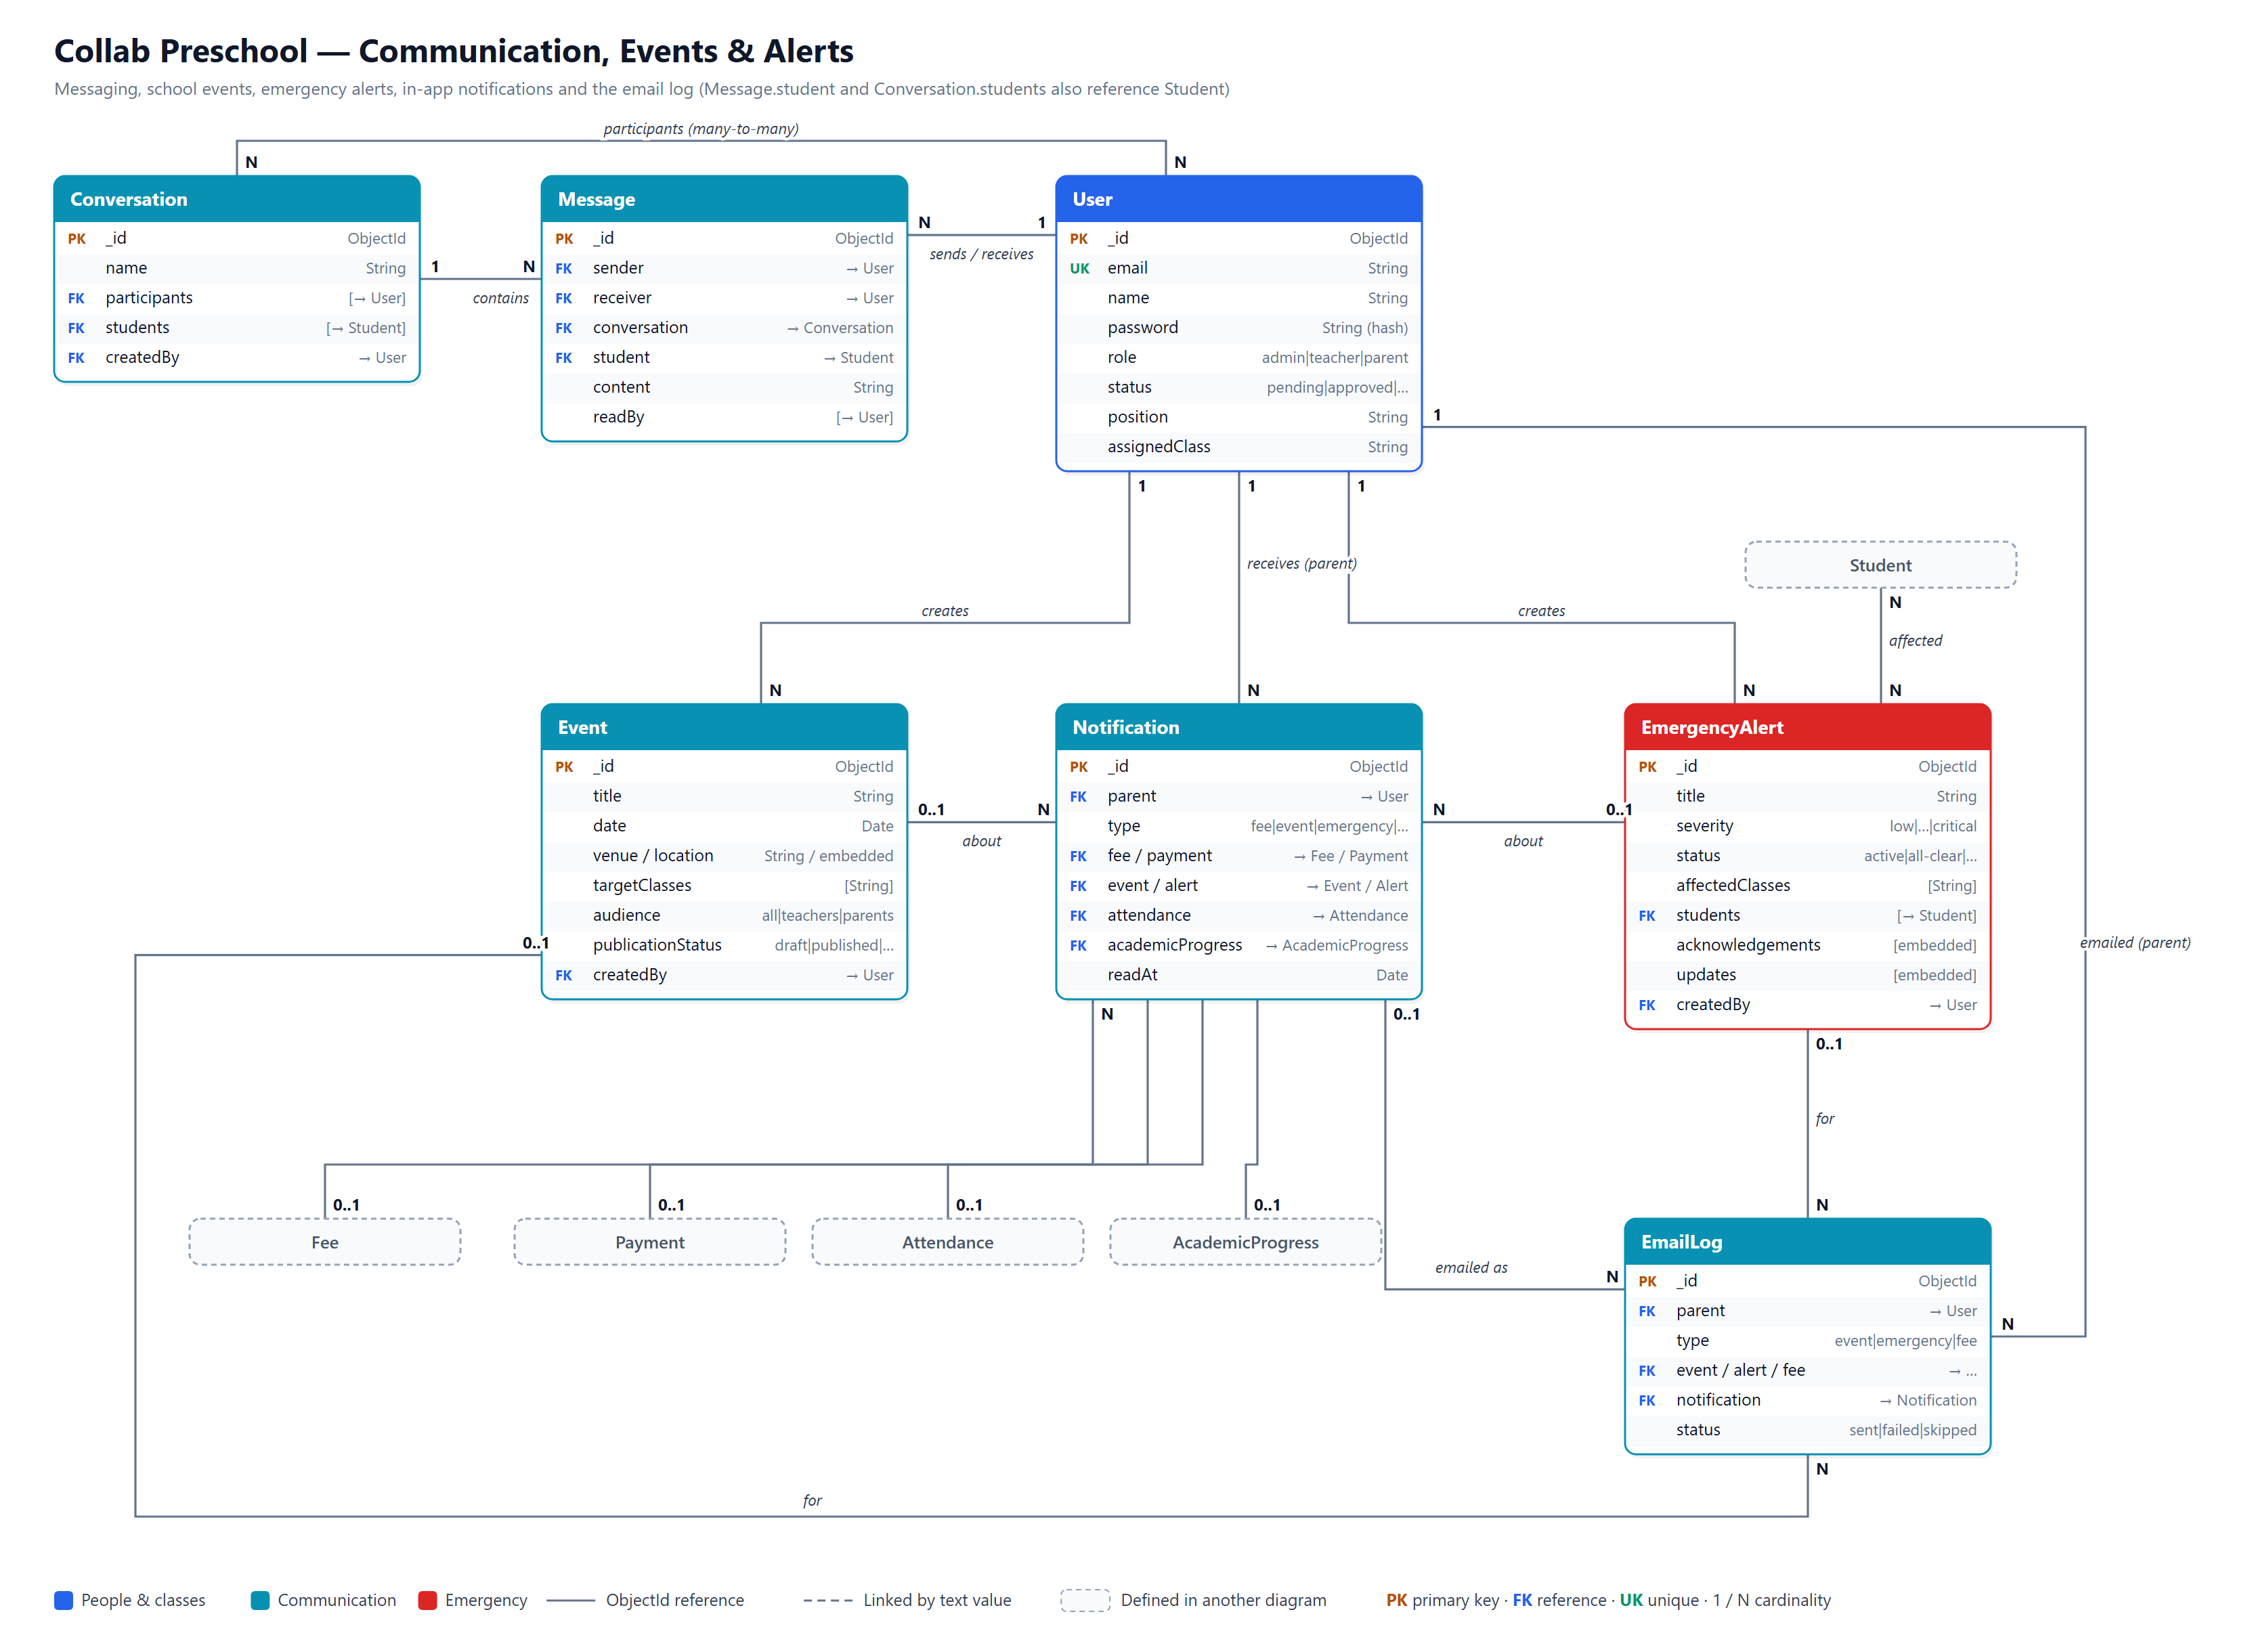 Collab Preschool — Communication, Events & Alerts
Messaging, school events, emergency alerts, in-app notifications and the email log (Message.student and Conversation.students also reference Student)
participants (many-to-many)
N
N
Conversation
PK _id ObjectId
name String
FK participants [→ User]
FK students [→ Student]
FK createdBy → User
1
N
contains
Message
PK _id ObjectId
FK sender → User
FK receiver → User
FK conversation → Conversation
FK student → Student
content String
readBy [→ User]
N
1
sends / receives
User
PK _id ObjectId
UK email String
name String
password String (hash)
role admin|teacher|parent
status pending|approved|...
position String
assignedClass String
1
1
1
1
receives (parent)
creates
creates
Student
N
affected
N
N
N
N
Event
PK _id ObjectId
title String
date Date
venue / location String / embedded
targetClasses [String]
audience all|teachers|parents
publicationStatus draft|published|...
FK createdBy → User
0..1
0..1
N
about
Notification
PK _id ObjectId
FK parent → User
type fee|event|emergency|...
FK fee / payment → Fee / Payment
FK event / alert → Event / Alert
FK attendance → Attendance
FK academicProgress → AcademicProgress
readAt Date
N
0..1
about
EmergencyAlert
PK _id ObjectId
title String
severity low|...|critical
status active|all-clear|...
affectedClasses [String]
FK students [→ Student]
acknowledgements [embedded]
updates [embedded]
FK createdBy → User
emailed (parent)
N
0..1
0..1
for
0..1
0..1
0..1
0..1
N
Fee
Payment
Attendance
AcademicProgress
emailed as
N
EmailLog
PK _id ObjectId
FK parent → User
type event|emergency|fee
FK event / alert / fee → ...
FK notification → Notification
status sent|failed|skipped
N
N
for
People & classes
Communication
Emergency
ObjectId reference
Linked by text value
Defined in another diagram
PK primary key · FK reference · UK unique · 1 / N cardinality